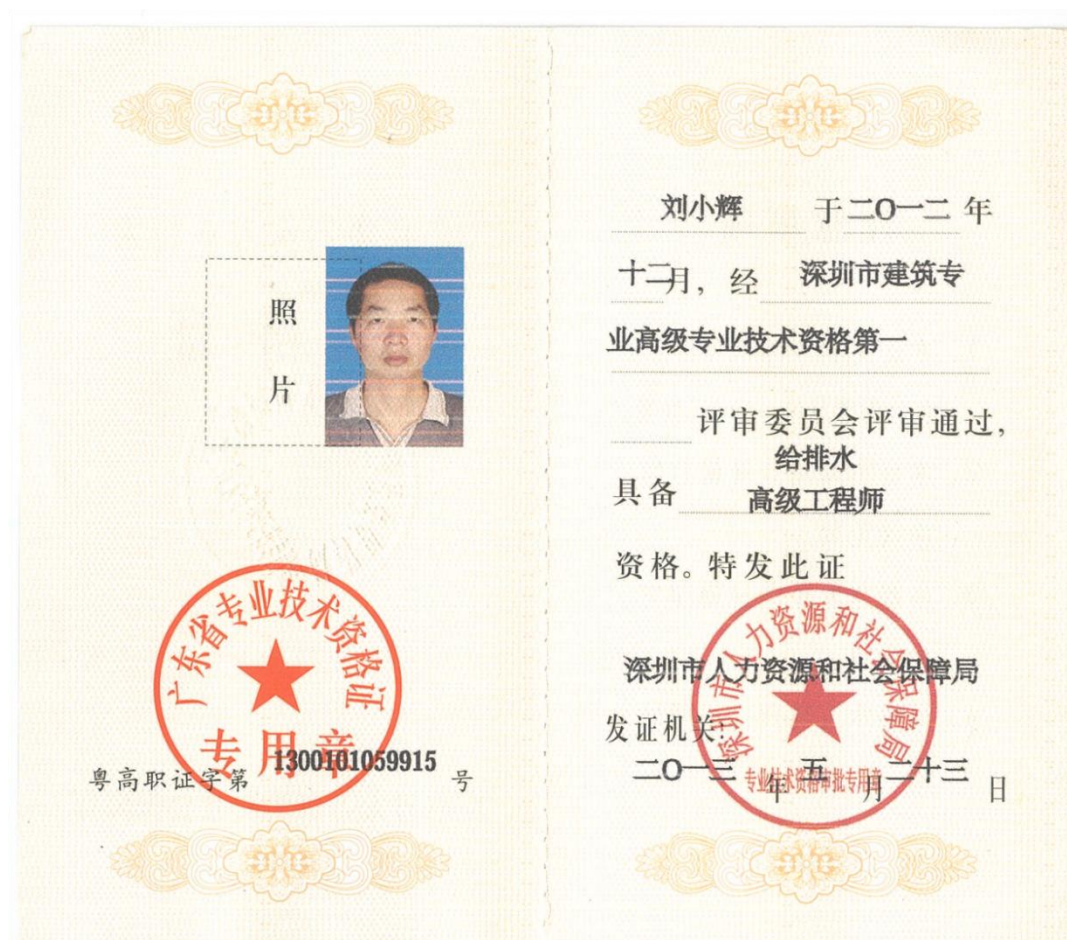 照
片
广东省专业技术资格证
专用章
粤高职证字第 1300101059915 号
刘小辉 于二〇一二 年
十二月，经 深圳市建筑专
业高级专业技术资格第一
评审委员会评审通过，
给排水
具备 高级工程师
资格。特发此证
深圳市人力资源和社会保障局
深圳市人力资源和社会保障局
发证机关：
二〇一三 年 五 月 二十三 日
专业技术资格审批专用章